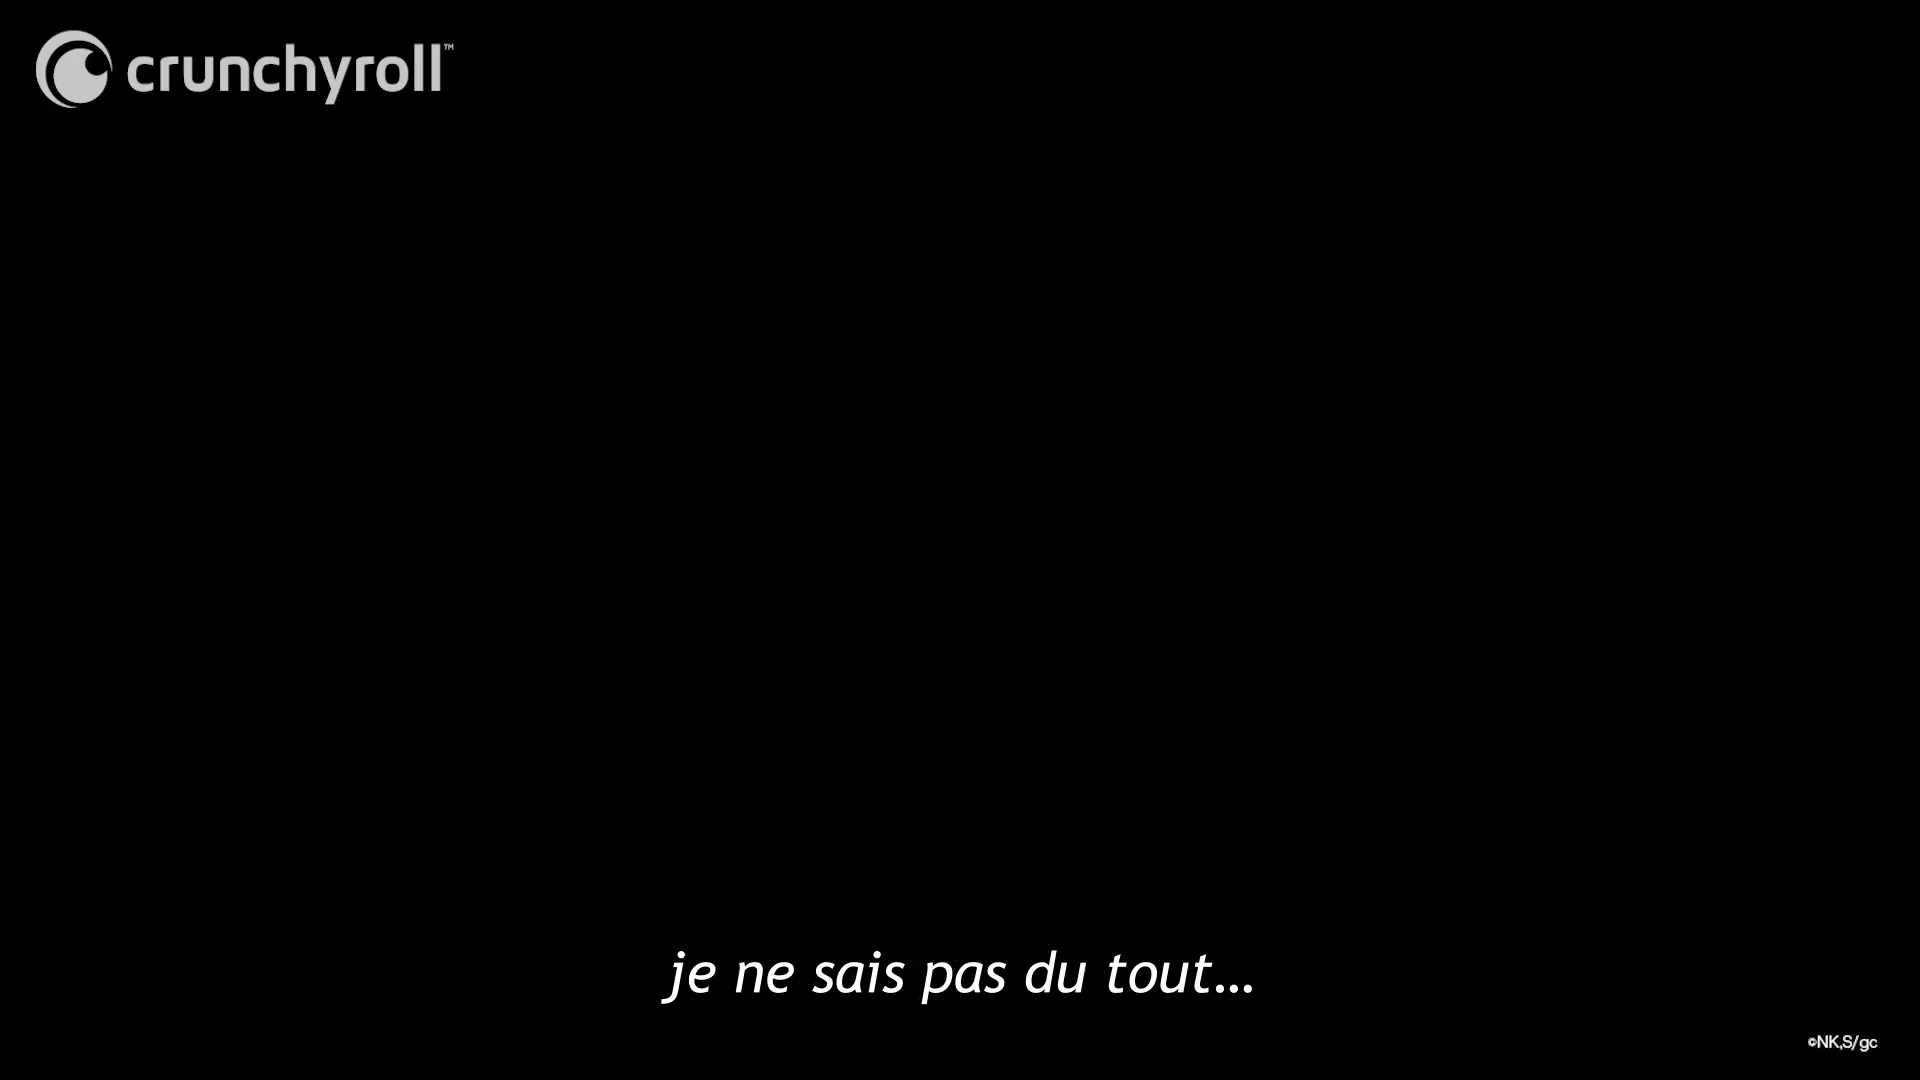 crunchyroll™
je ne sais pas du tout…
©NK,S/gc